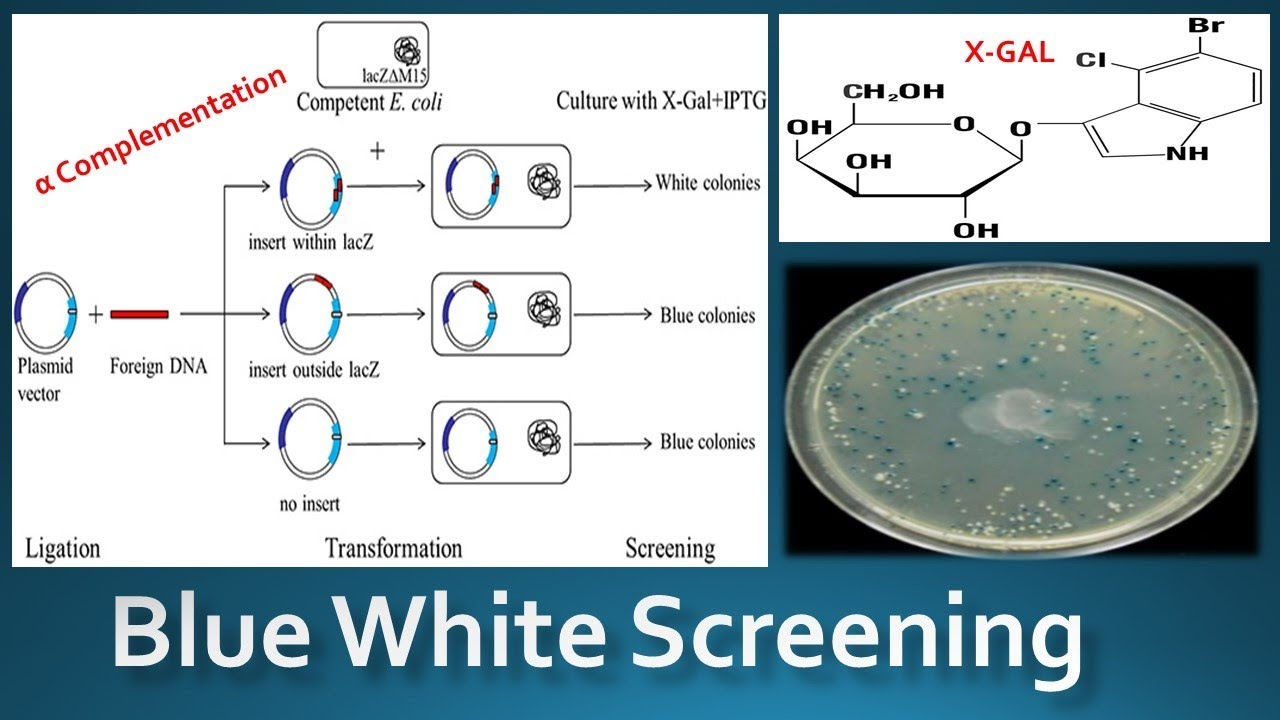 α Complementation
lacZΔM15
Competent E. coli
Culture with X-Gal+IPTG
+
White colonies
insert within lacZ
+
Plasmid
vector
Foreign DNA
Blue colonies
insert outside lacZ
Blue colonies
no insert
Ligation
Transformation
Screening
X-GAL
Br
Cl
CH₂OH
OH
O
O
OH
NH
OH
Blue White Screening